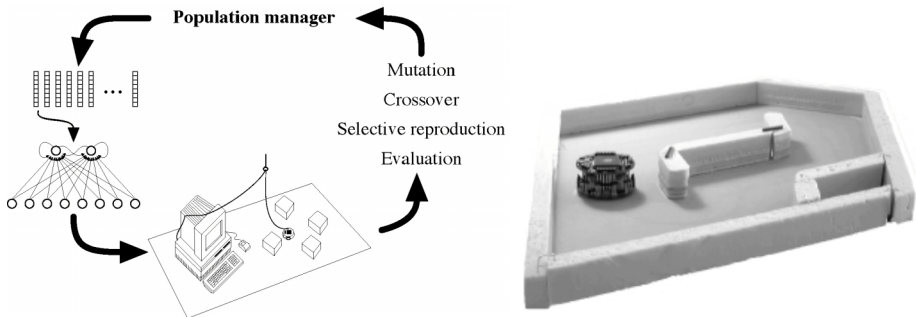 Population manager
Mutation
Crossover
Selective reproduction
Evaluation